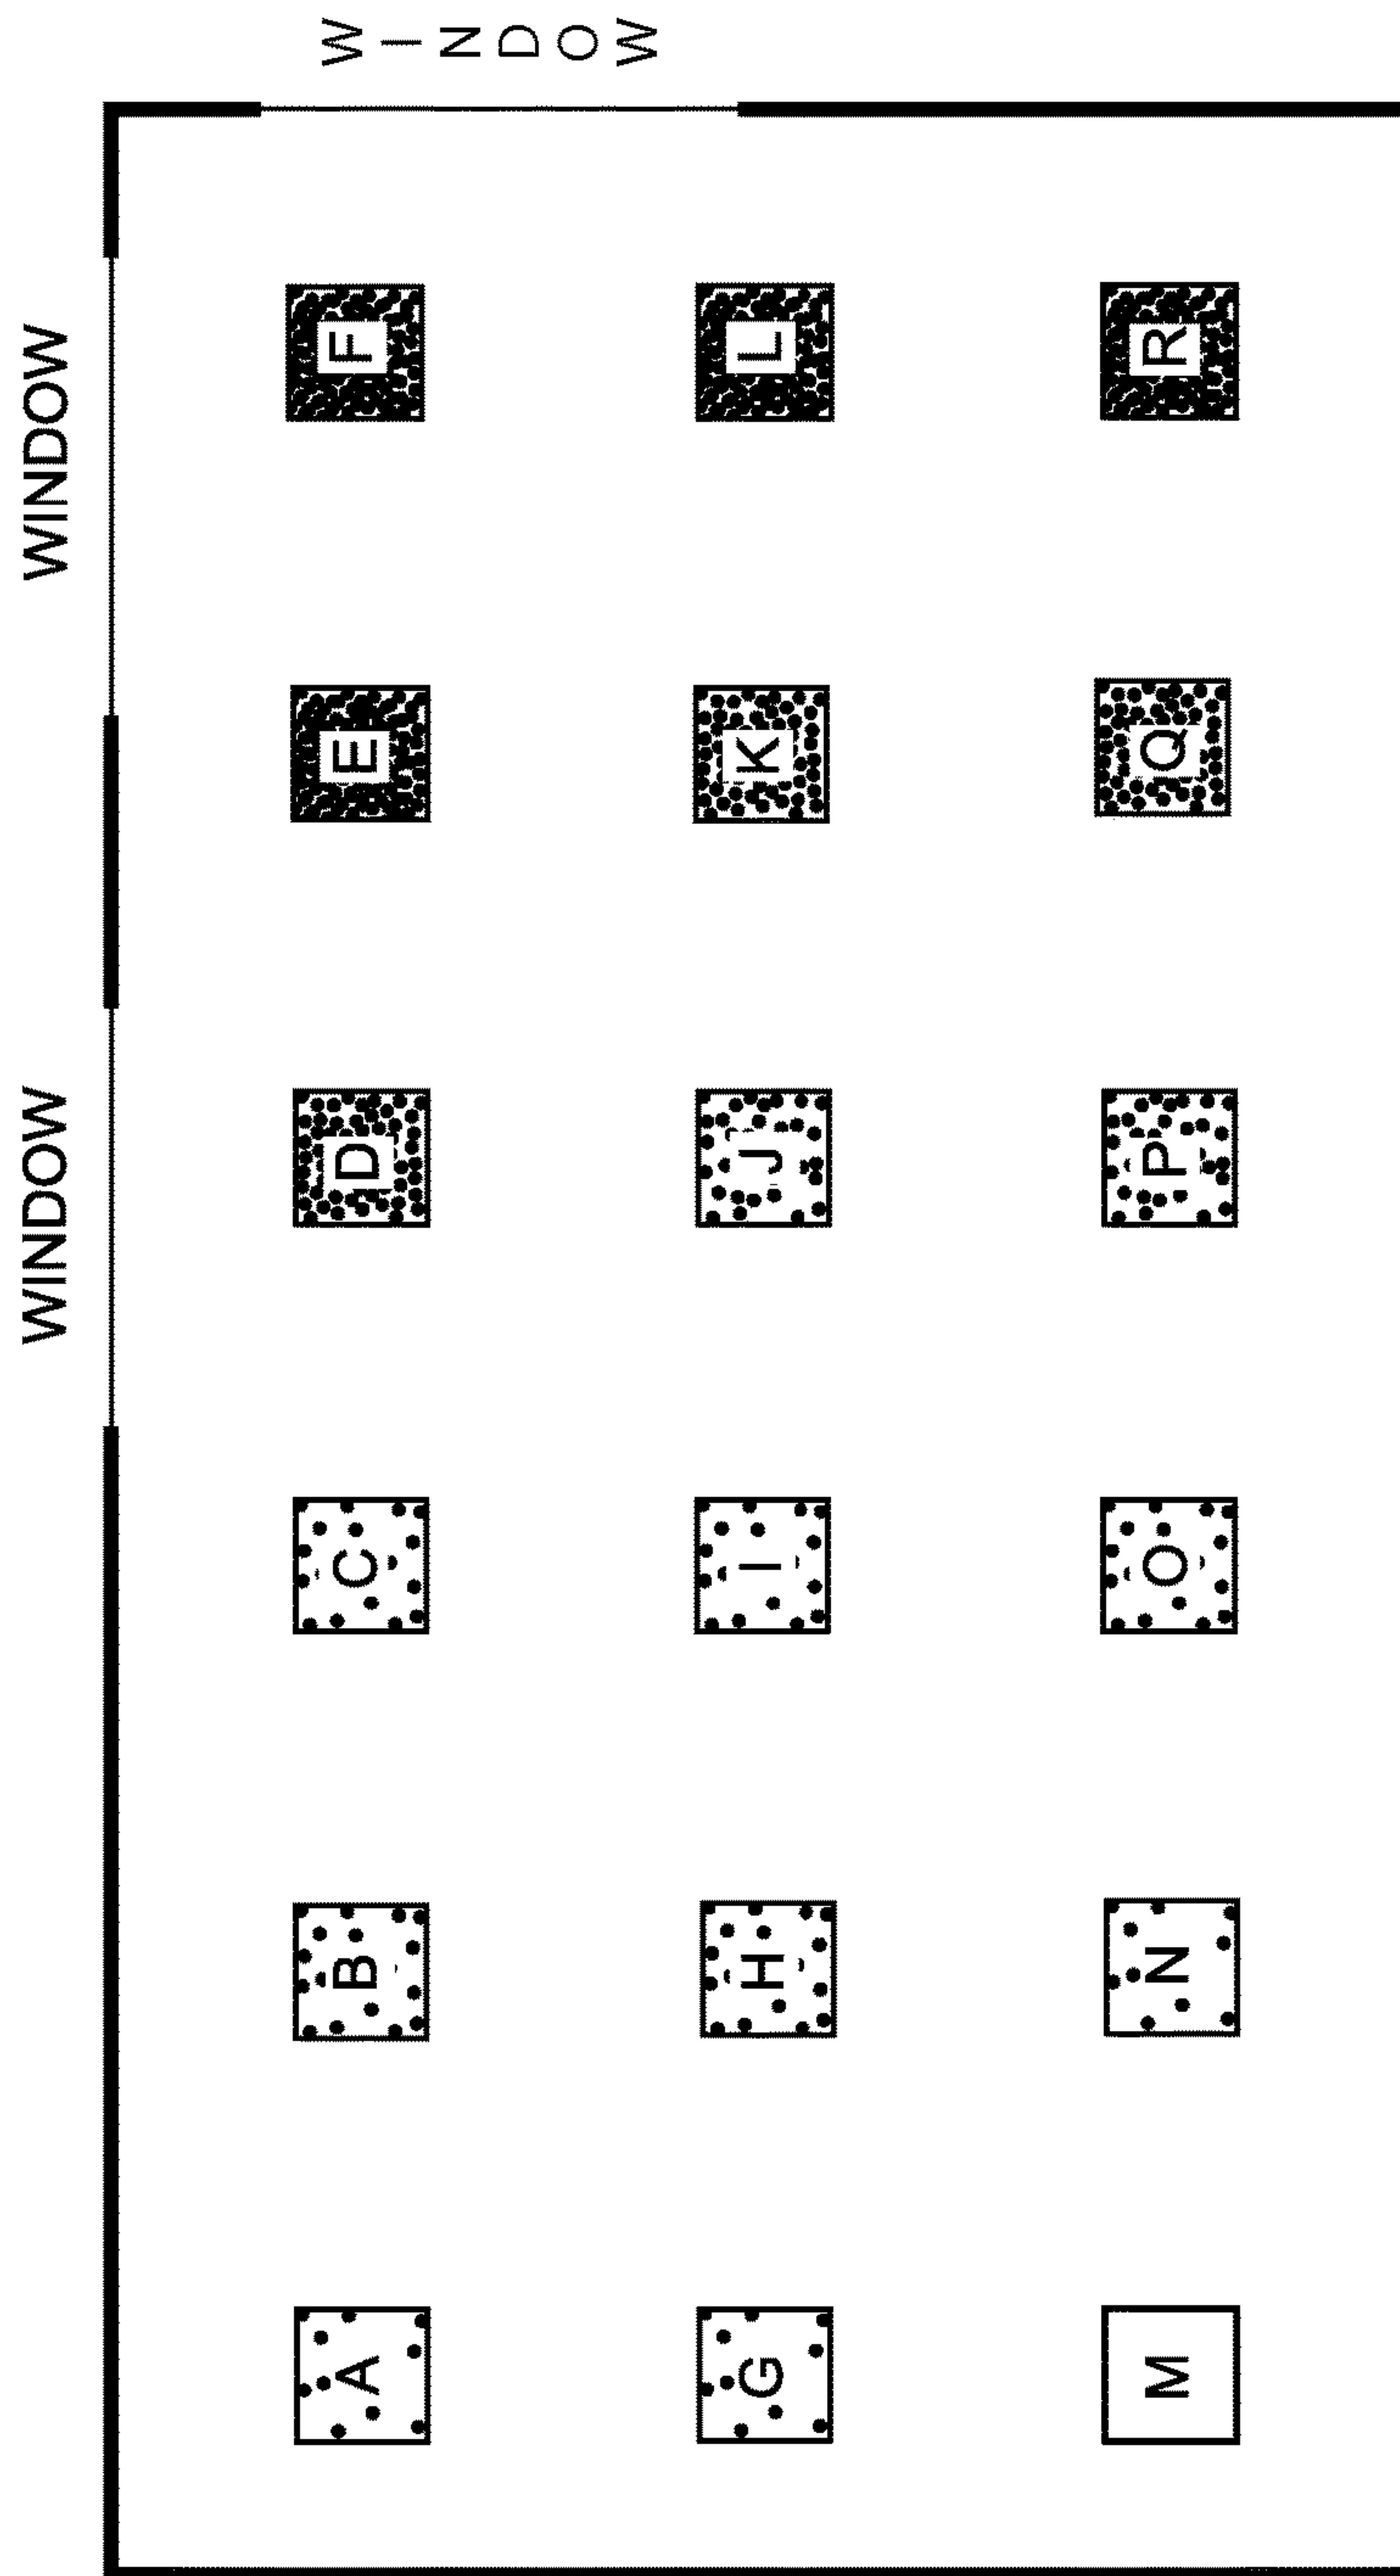 WINDOW WINDOW
A B C D E F
WINDOW
G H I J K L
M N O P Q R